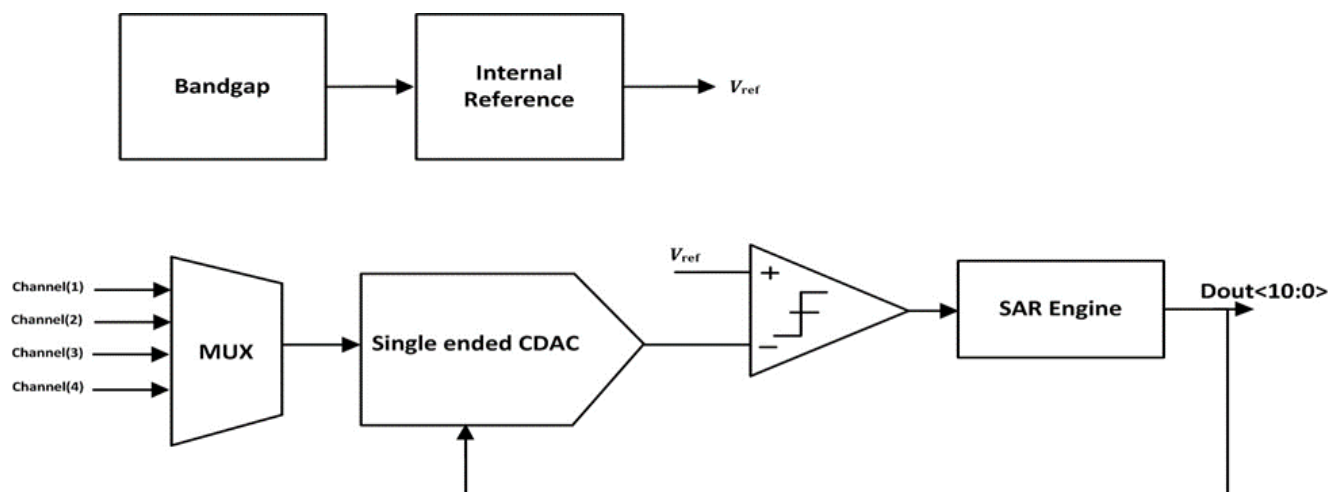 Bandgap
Internal
Reference
Vref
Channel(1)
Channel(2)
Channel(3)
Channel(4)
MUX
Single ended CDAC
Vref
+
−
SAR Engine
Dout<10:0>